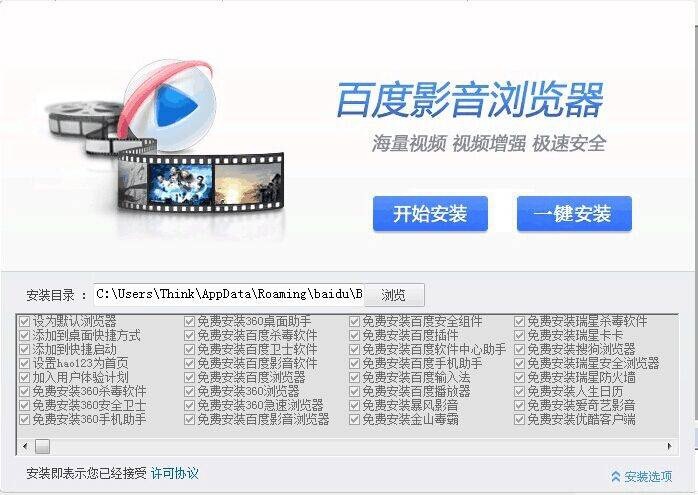 百度影音浏览器
海量视频 视频增强 极速安全
开始安装 一键安装
安装目录 : C:\Users\Think\AppData\Roaming\baidu\B 浏览
设为默认浏览器 免费安装360桌面助手 免费安装百度安全组件 免费安装瑞星杀毒软件
添加到桌面快捷方式 免费安装百度杀毒软件 免费安装百度插件 免费安装瑞星卡卡
添加到快捷启动 免费安装百度卫士软件 免费安装百度软件中心助手 免费安装搜狗浏览器
设置hao123为首页 免费安装百度影音软件 免费安装百度手机助手 免费安装瑞星安全浏览器
加入用户体验计划 免费安装百度浏览器 免费安装百度输入法 免费安装瑞星防火墙
免费安装360杀毒软件 免费安装360浏览器 免费安装百度播放器 免费安装人生日历
免费安装360安全卫士 免费安装360急速浏览器 免费安装暴风影音 免费安装爱奇艺影音
免费安装360手机助手 免费安装百度影音浏览器 免费安装金山毒霸 免费安装优酷客户端
安装即表示您已经接受 许可协议 安装选项